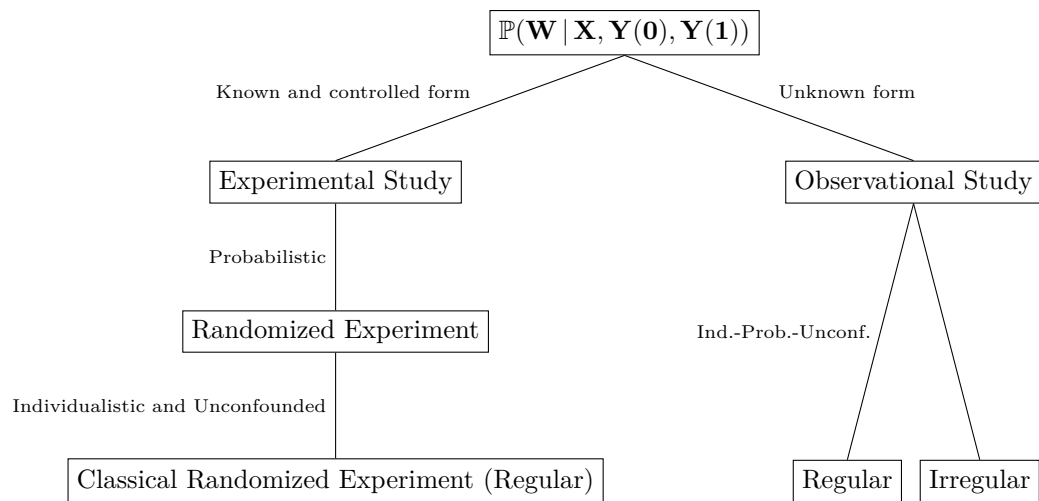 ℙ(𝐖 | 𝐗, 𝐘(𝟎), 𝐘(𝟏))
Known and controlled form
Unknown form
Experimental Study
Observational Study
Probabilistic
Randomized Experiment
Ind.-Prob.-Unconf.
Individualistic and Unconfounded
Classical Randomized Experiment (Regular)
Regular
Irregular